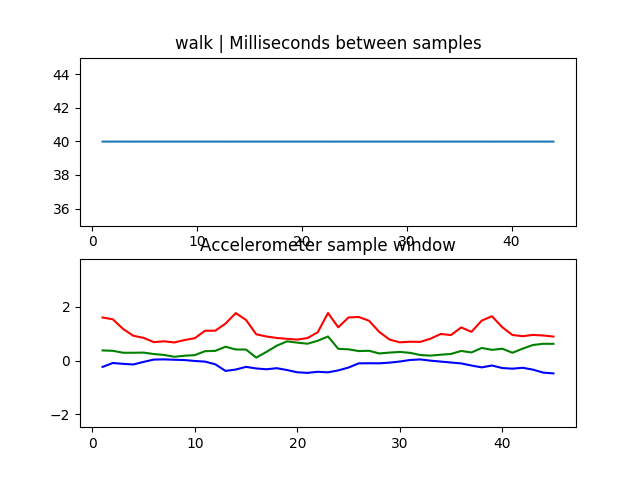 walk | Milliseconds between samples
44
42
40
38
36
0 10 20 30 40
Accelerometer sample window
2
0
−2
0 10 20 30 40